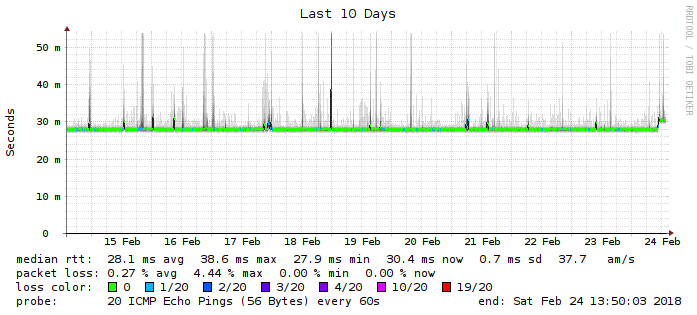 Last 10 Days
RRDTOOL / TOBI OETIKER
Seconds
50 m
40 m
30 m
20 m
10 m
0
15 Feb 16 Feb 17 Feb 18 Feb 19 Feb 20 Feb 21 Feb 22 Feb 23 Feb 24 Feb
median rtt: 28.1 ms avg 38.6 ms max 27.9 ms min 30.4 ms now 0.7 ms sd 37.7 am/s
packet loss: 0.27 % avg 4.44 % max 0.00 % min 0.00 % now
loss color: 0 1/20 2/20 3/20 4/20 10/20 19/20
probe: 20 ICMP Echo Pings (56 Bytes) every 60s end: Sat Feb 24 13:50:03 2018